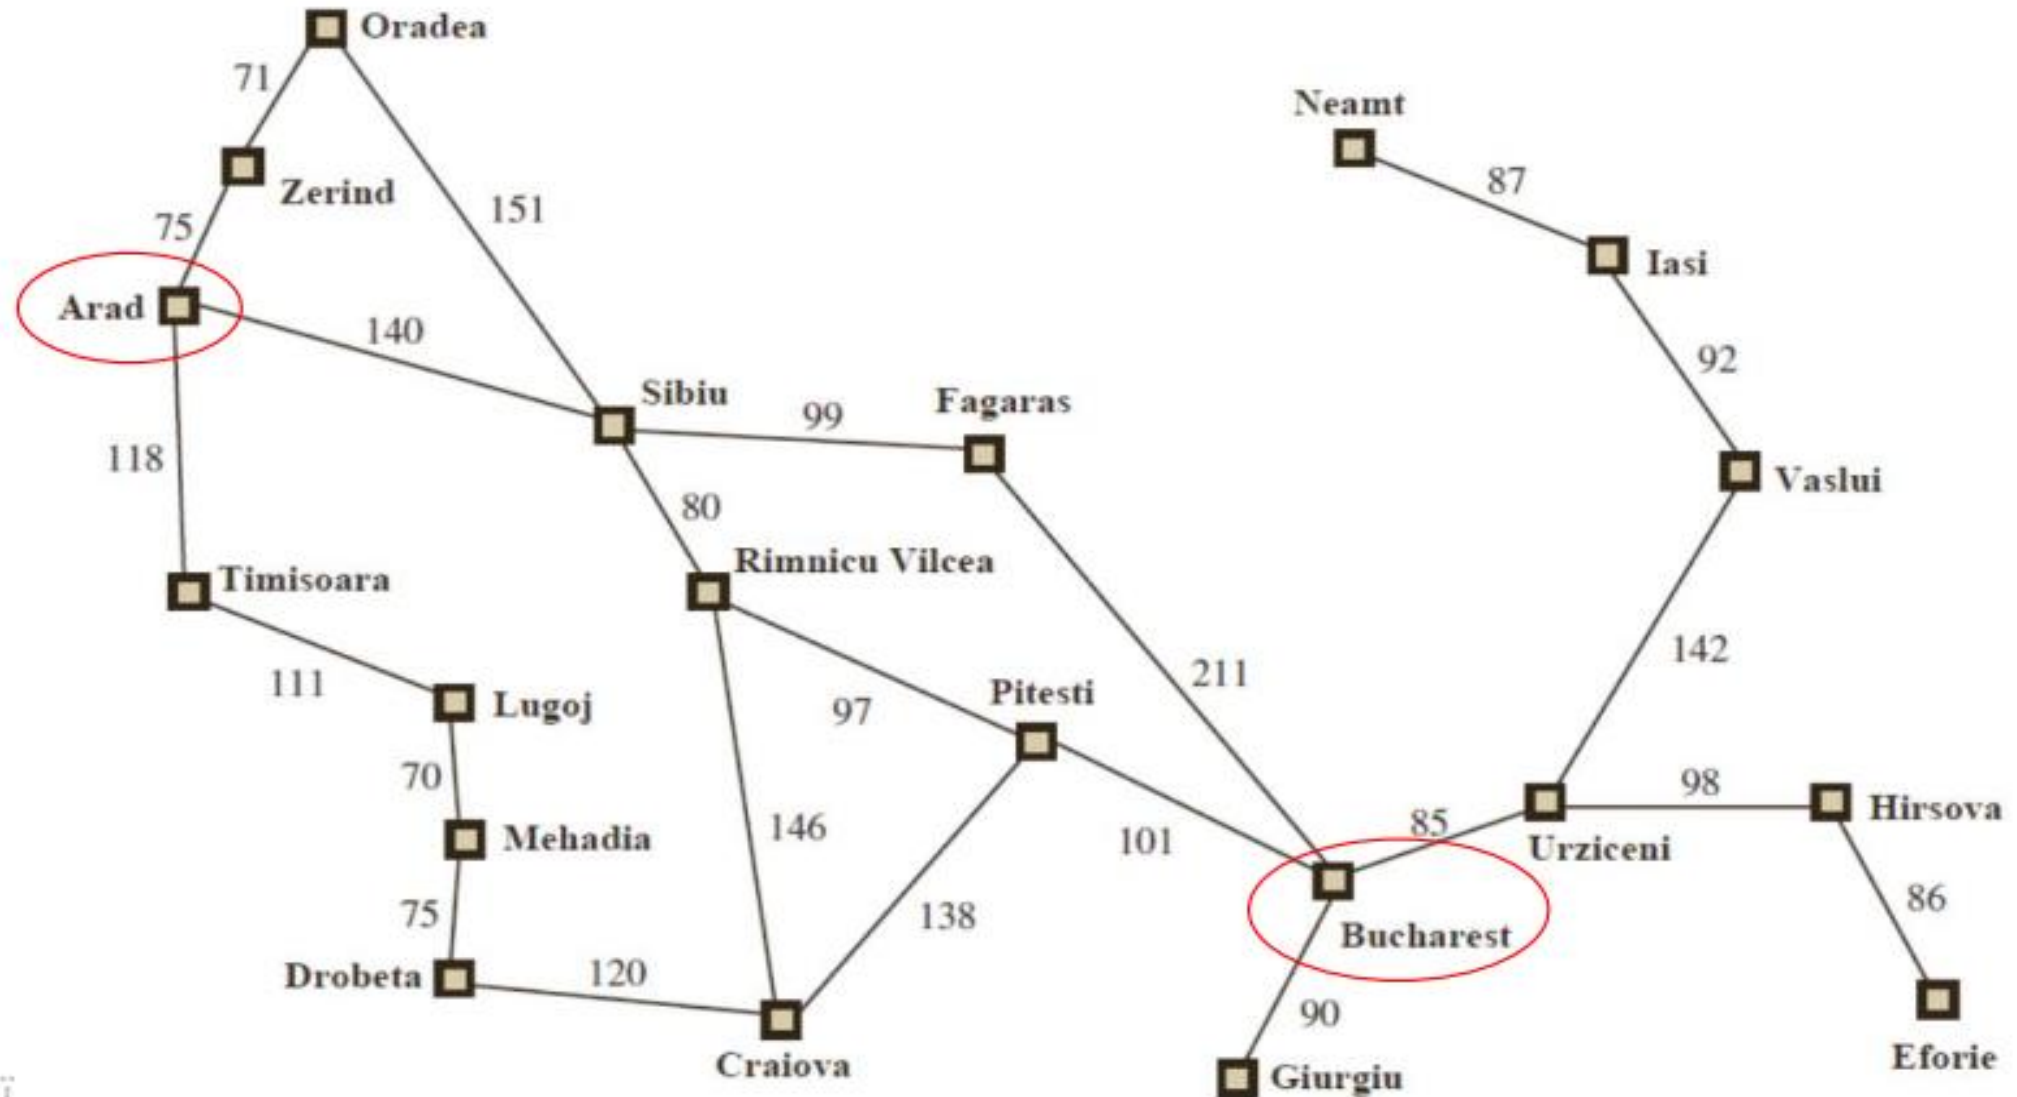 Oradea
71
Neamt
87
Zerind
151
75
Iasi
Arad
140
92
Sibiu
99
Fagaras
118
Vaslui
80
Rimnicu Vilcea
Timisoara
142
211
111
Lugoj
97
Pitesti
70
98
Hirsova
146
85
Mehadia
101
Urziceni
75
138
86
Bucharest
Drobeta
120
90
Craiova
Giurgiu
Eforie